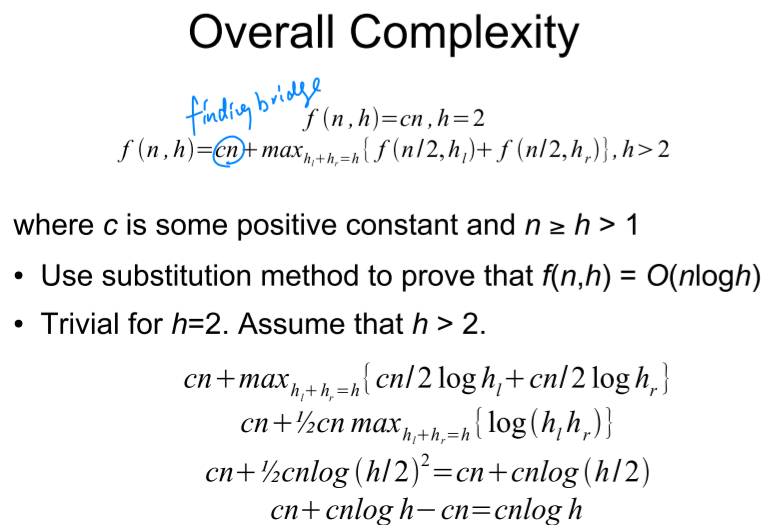 Overall Complexity
finding bridge
f(n,h)=cn,h=2
f(n,h)=cn+max_{h_l+h_r=h}{f(n/2,h_l)+f(n/2,h_r)},h>2
where c is some positive constant and n ≥ h > 1
• Use substitution method to prove that f(n,h) = O(nlogh)
• Trivial for h=2. Assume that h > 2.
cn+max_{h_l+h_r=h}{cn/2 log h_l+cn/2 log h_r}
cn+½cn max_{h_l+h_r=h}{log(h_l h_r)}
cn+½cnlog(h/2)²=cn+cnlog(h/2)
cn+cnlog h−cn=cnlog h